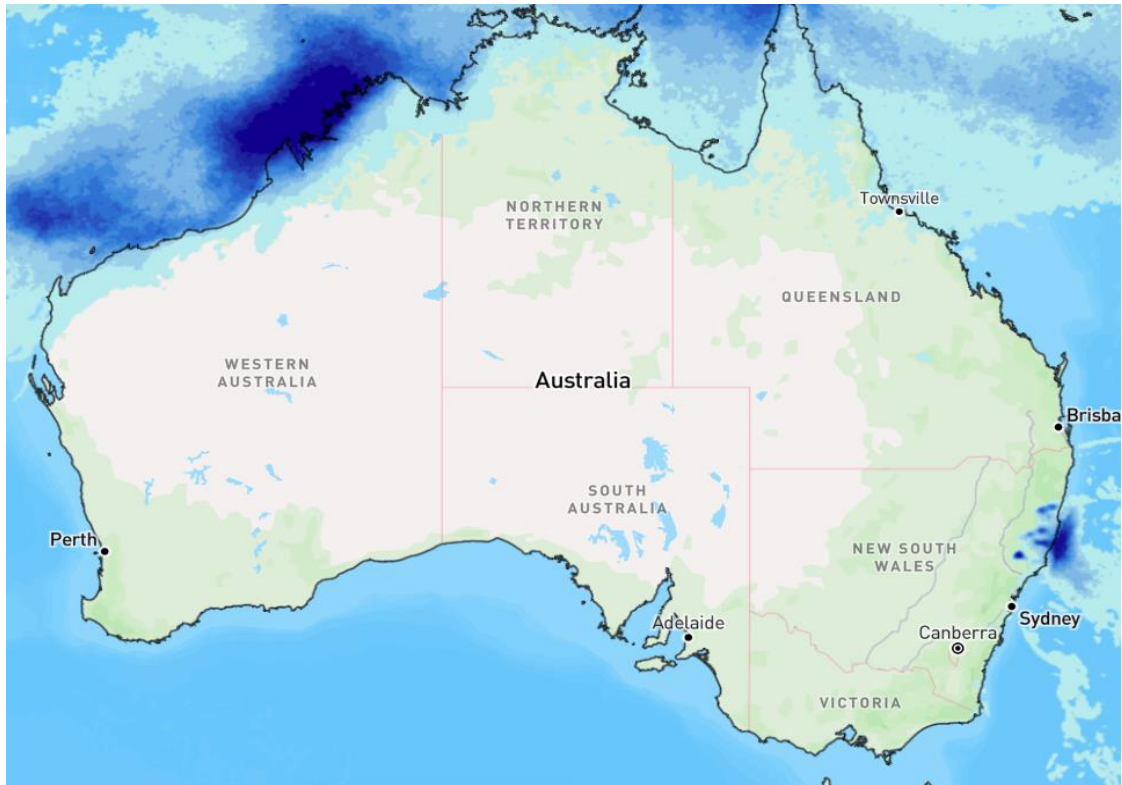 Townsville
NORTHERN
TERRITORY
QUEENSLAND
WESTERN
AUSTRALIA
Australia
Brisba
SOUTH
AUSTRALIA
Perth
NEW SOUTH
WALES
Sydney
Adelaide
Canberra
VICTORIA